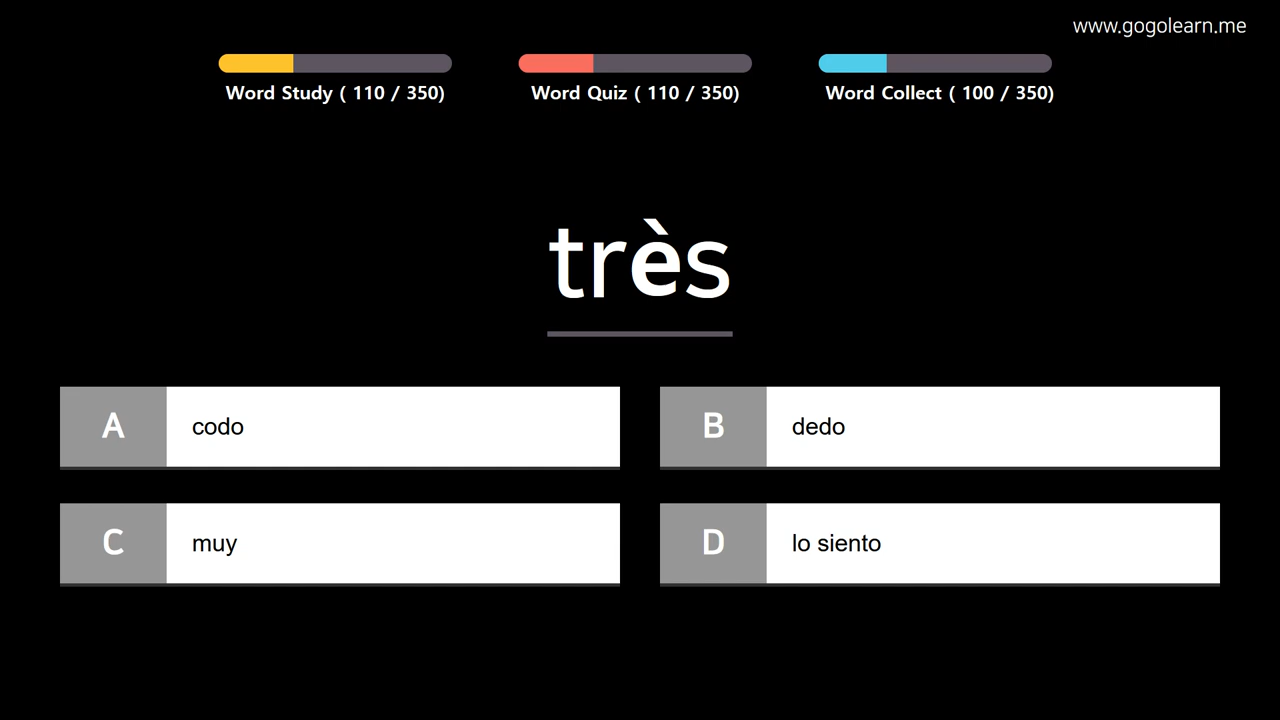 www.gogolearn.me
Word Study ( 110 / 350)
Word Quiz ( 110 / 350)
Word Collect ( 100 / 350)
très
A codo
B dedo
C muy
D lo siento